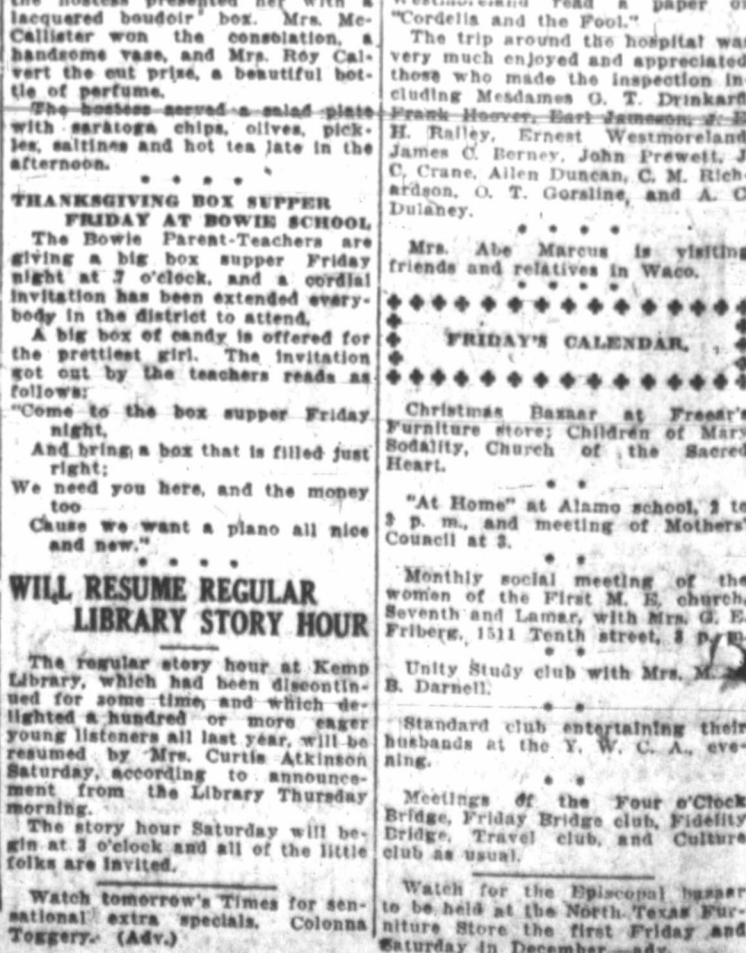 the hostess presented her with a
lacquered boudoir box. Mrs. Mc-
Callister won the consolation, a
handsome vase, and Mrs. Roy Cal-
vert the cut prize, a beautiful bot-
tle of perfume.
The hostess served a salad plate
with saratoga chips, olives, pick-
les, saltines and hot tea late in the
afternoon.
* * * *
THANKSGIVING BOX SUPPER
FRIDAY AT BOWIE SCHOOL
The Bowie Parent-Teachers are
giving a big box supper Friday
night at 7 o'clock, and a cordial
invitation has been extended every-
body in the district to attend.
A big box of candy is offered for
the prettiest girl. The invitation
got out by the teachers reads as
follows:
"Come to the box supper Friday
night,
And bring a box that is filled just
right;
We need you here, and the money
too
Cause we want a piano all nice
and new."
* * * *
WILL RESUME REGULAR
LIBRARY STORY HOUR
The regular story hour at Kemp
Library, which had been discontin-
ued for some time, and which de-
lighted a hundred or more eager
young listeners all last year, will be
resumed by Mrs. Curtis Atkinson
Saturday, according to announce-
ment from the Library Thursday
morning.
The story hour Saturday will be-
gin at 3 o'clock and all of the little
folks are invited.
Watch tomorrow's Times for sen-
sational extra specials. Colonna
Toggery. (Adv.)
read a paper on
"Cordelia and the Fool."
The trip around the hospital was
very much enjoyed and appreciated
those who made the inspection in-
cluding Mesdames G. T. Drinkard
Frank Hoover, Earl Jameson, J. E
H. Railey, Ernest Westmoreland
James C. Berney, John Prewett, J
C. Crane, Allen Duncan, C. M. Rich-
ardson, O. T. Gorsline, and A. C
Dulaney.
* * * *
Mrs. Abe Marcus is visiting
friends and relatives in Waco.
* * * *
FRIDAY'S CALENDAR.
Christmas Bazaar at Freear's
Furniture store; Children of Mary
Sodality, Church of the Sacred
Heart.
* *
"At Home" at Alamo school, 2 to
3 p. m., and meeting of Mothers'
Council at 3.
* *
Monthly social meeting of the
women of the First M. E. church,
Seventh and Lamar, with Mrs. G. E.
Friberg, 1511 Tenth street, 3 p. m.
* *
Unity Study club with Mrs. M.
B. Darnell.
* *
Standard club entertaining their
husbands at the Y. W. C. A., eve-
ning.
* *
Meetings of the Four o'Clock
Bridge, Friday Bridge club, Fidelity
Bridge, Travel club, and Culture
club as usual.
Watch for the Episcopal bazaar
to be held at the North Texas Fur-
niture Store the first Friday and
Saturday in December.—adv.